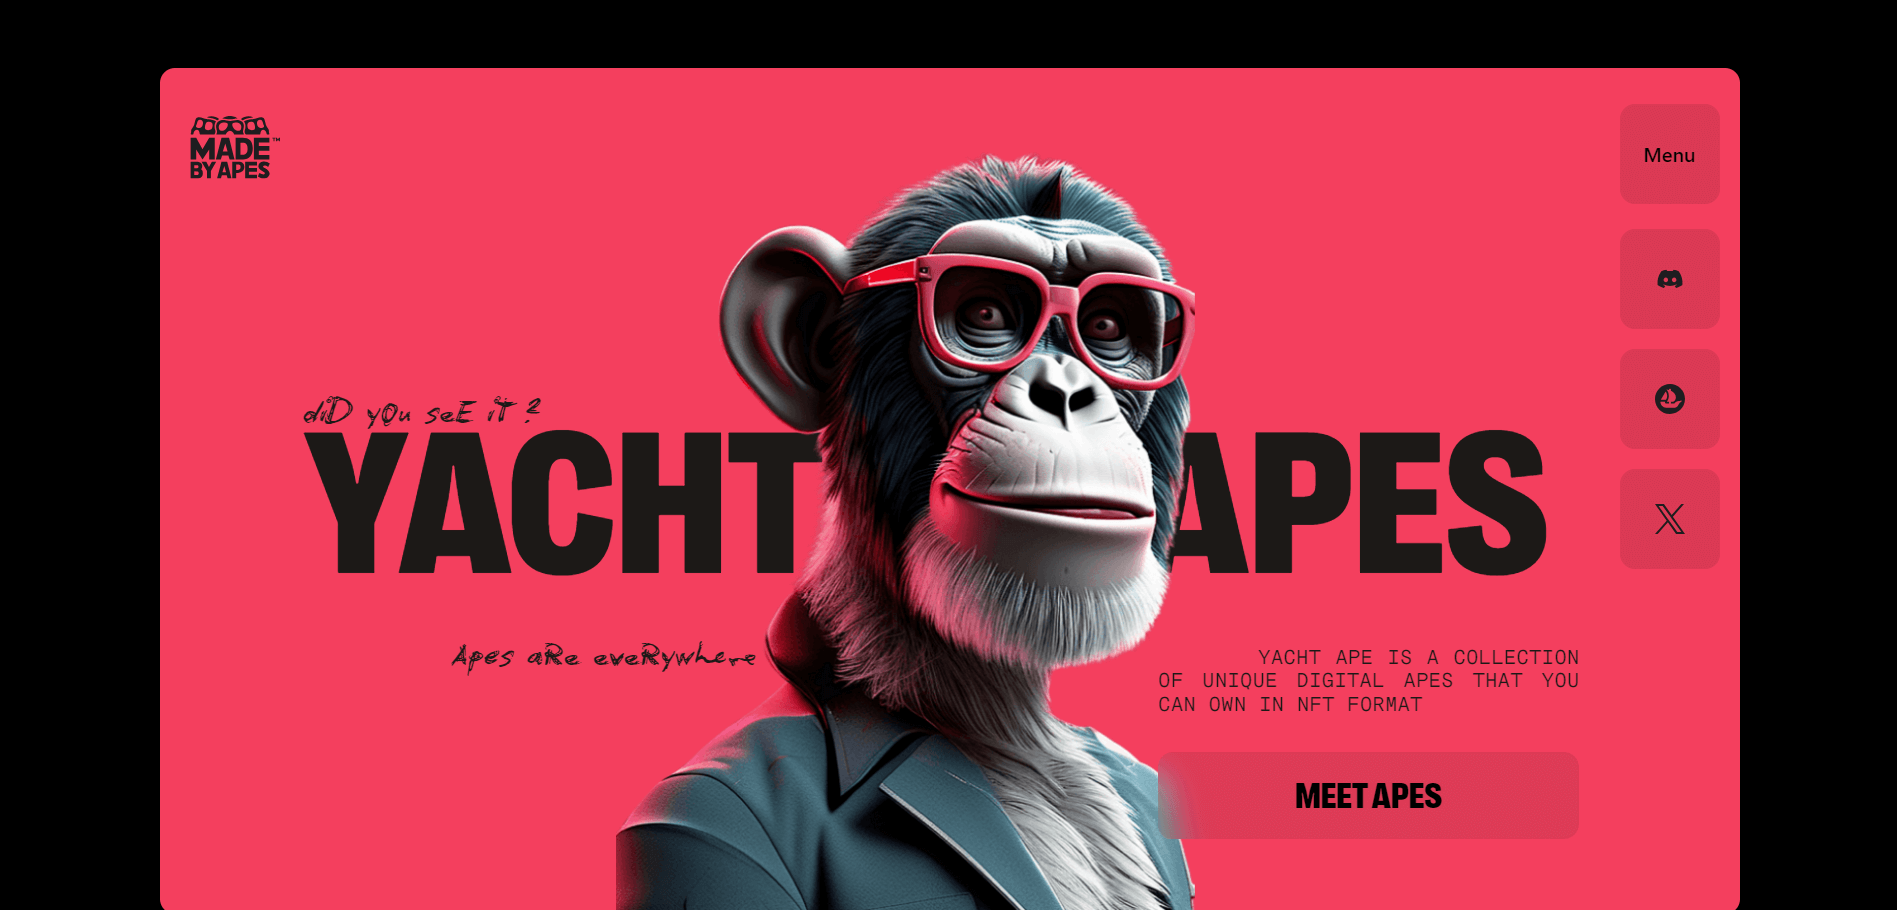 MADE ™
BY APES
Menu
diD yOu seE iT ?
YACHT APES
Apes aRe eveRywhere
YACHT APE IS A COLLECTION
OF UNIQUE DIGITAL APES THAT YOU
CAN OWN IN NFT FORMAT
MEET APES